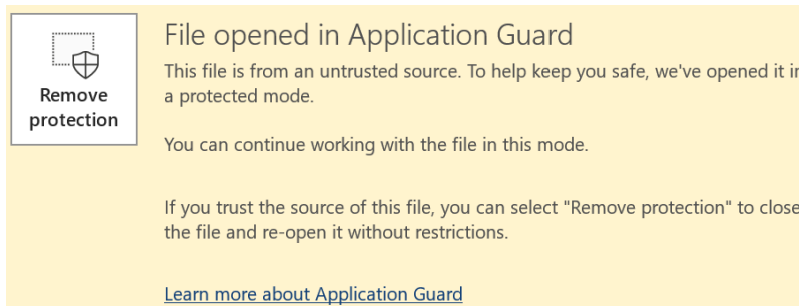 Remove
protection
File opened in Application Guard
This file is from an untrusted source. To help keep you safe, we've opened it
a protected mode.
You can continue working with the file in this mode.
If you trust the source of this file, you can select "Remove protection" to close
the file and re-open it without restrictions.
Learn more about Application Guard